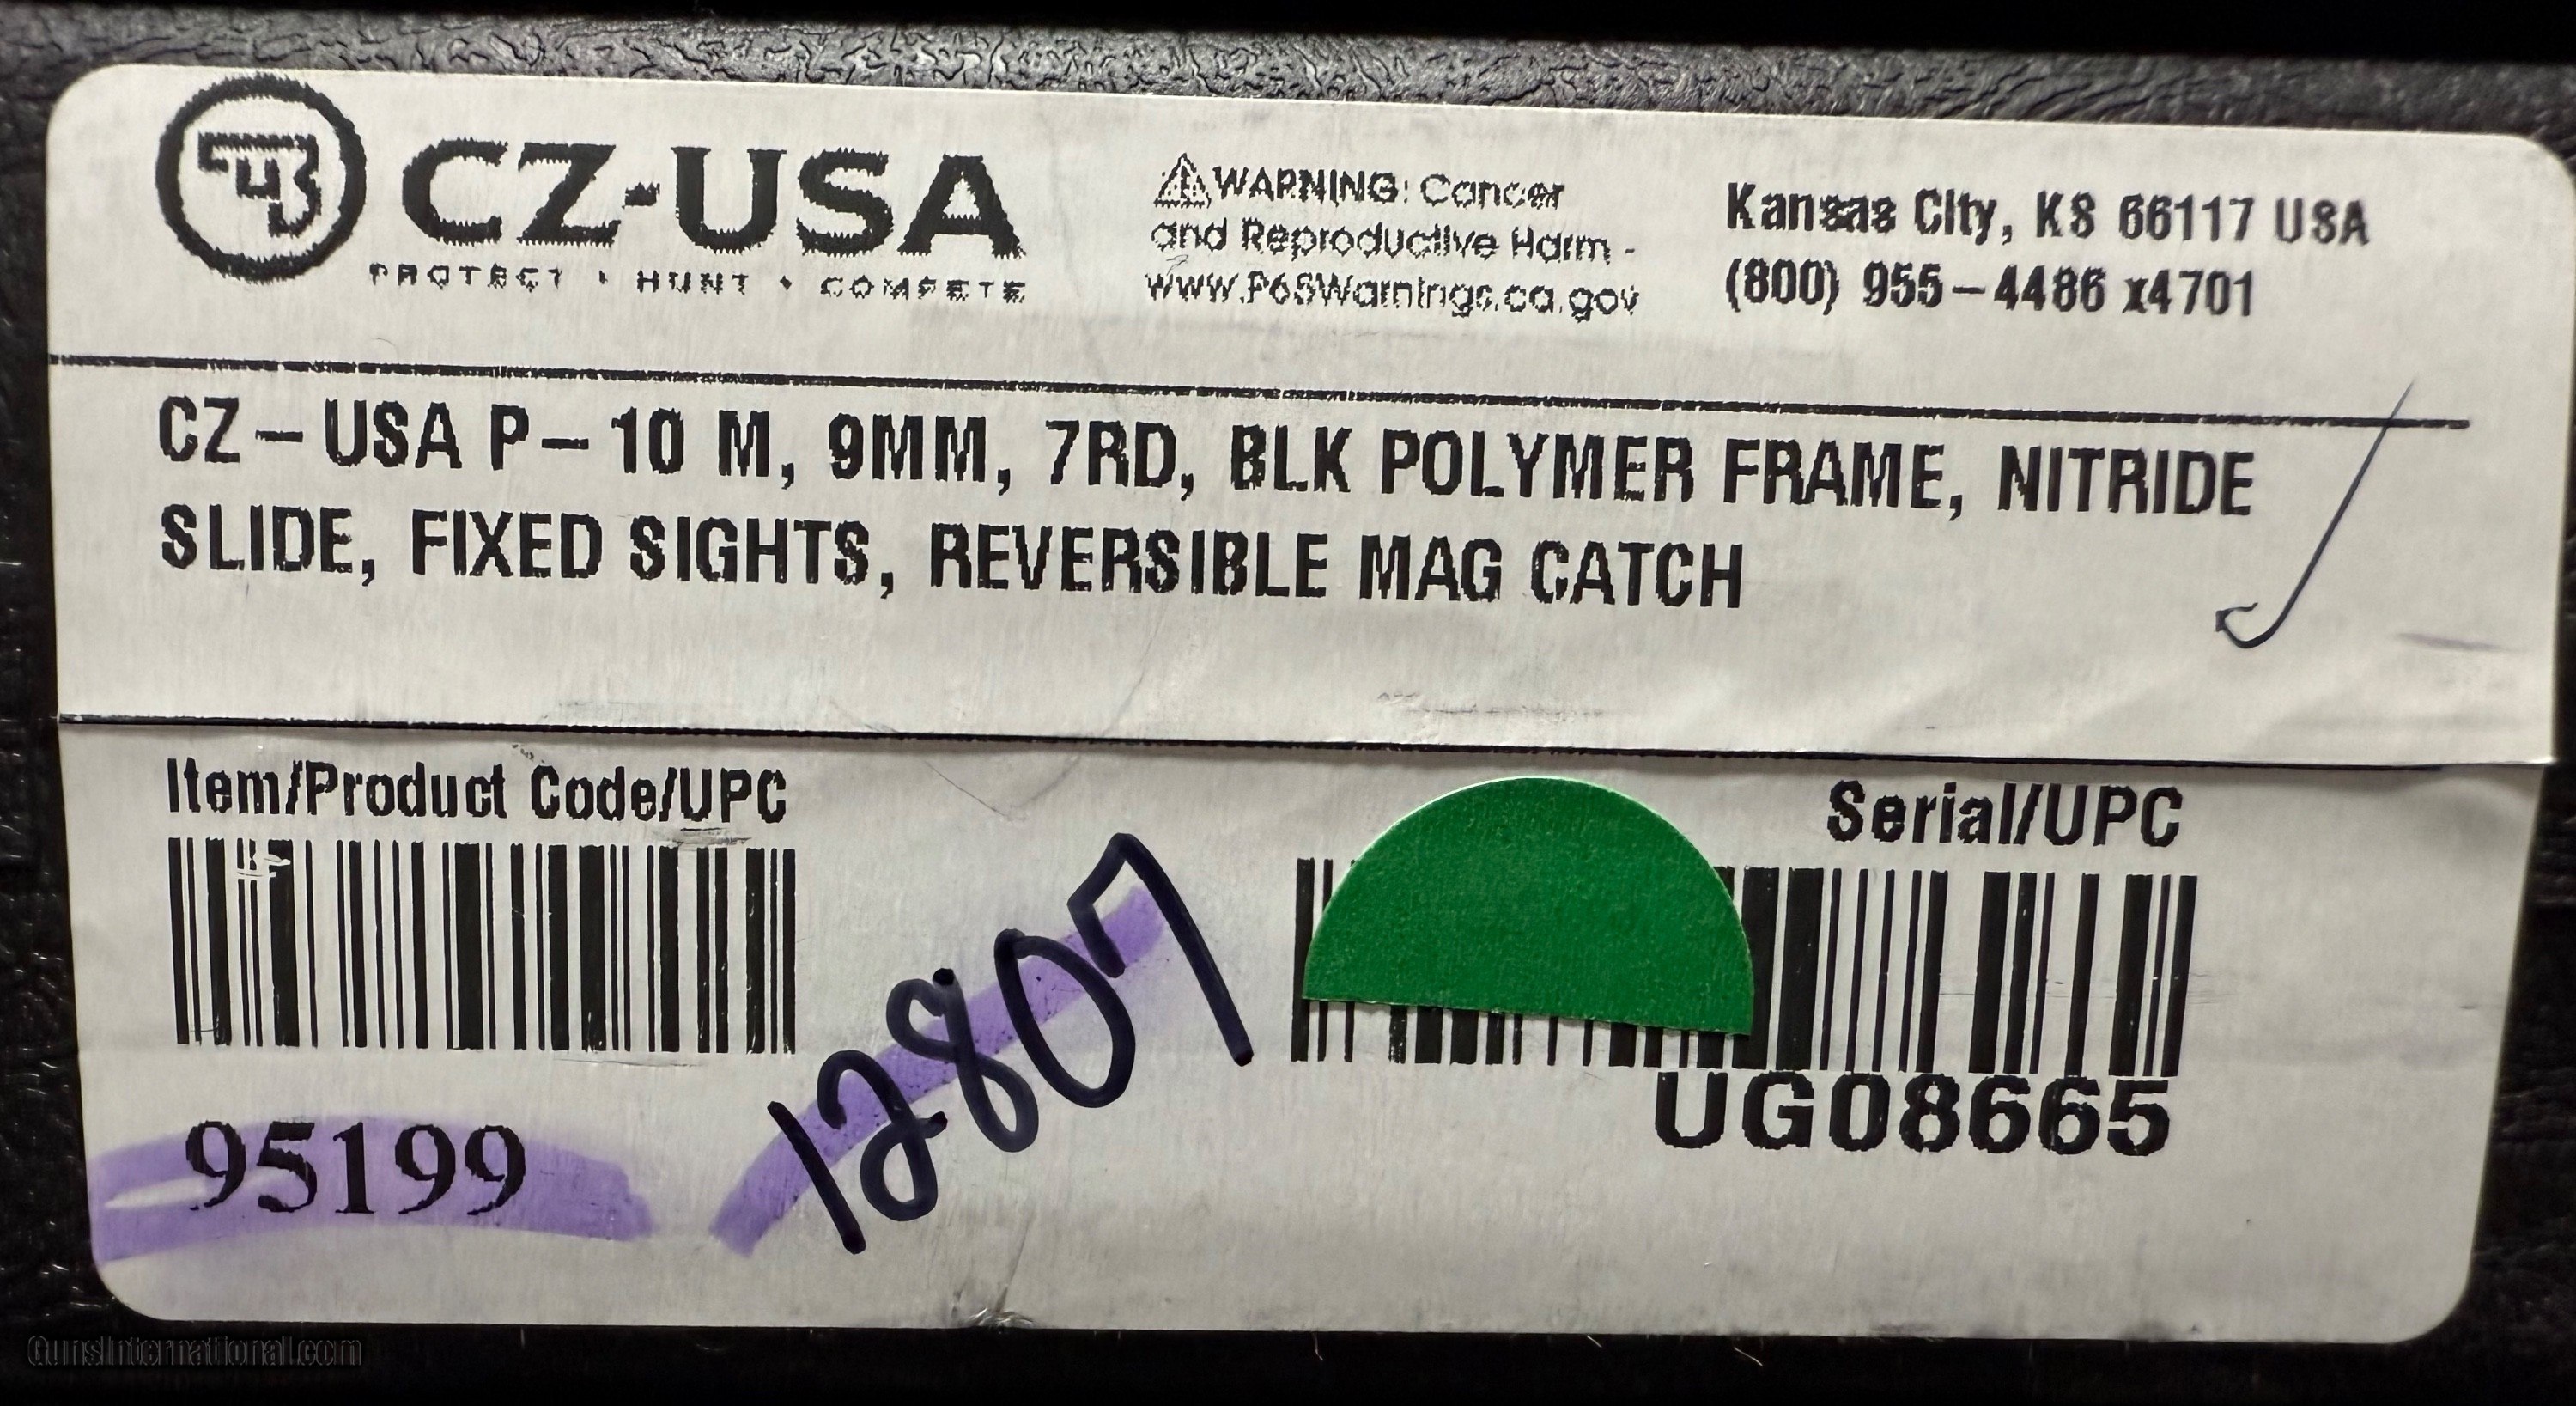 CZ-USA
PROTECT • HUNT • COMPETE
⚠WARNING: Cancer
and Reproductive Harm -
www.P65Warnings.ca.gov
Kansas City, KS 66117 USA
(800) 955-4486 x4701
CZ-USA P-10 M, 9MM, 7RD, BLK POLYMER FRAME, NITRIDE
SLIDE, FIXED SIGHTS, REVERSIBLE MAG CATCH
Item/Product Code/UPC
95199
12807
Serial/UPC
UG08665
GunsInternational.com